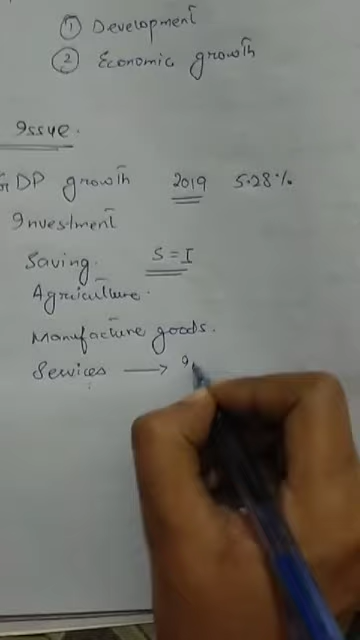 ① Development
② Economic growth
Issue.
GDP growth 2019 5.28%
Investment
Saving. S = I
Agriculture.
Manufacture goods.
Services →